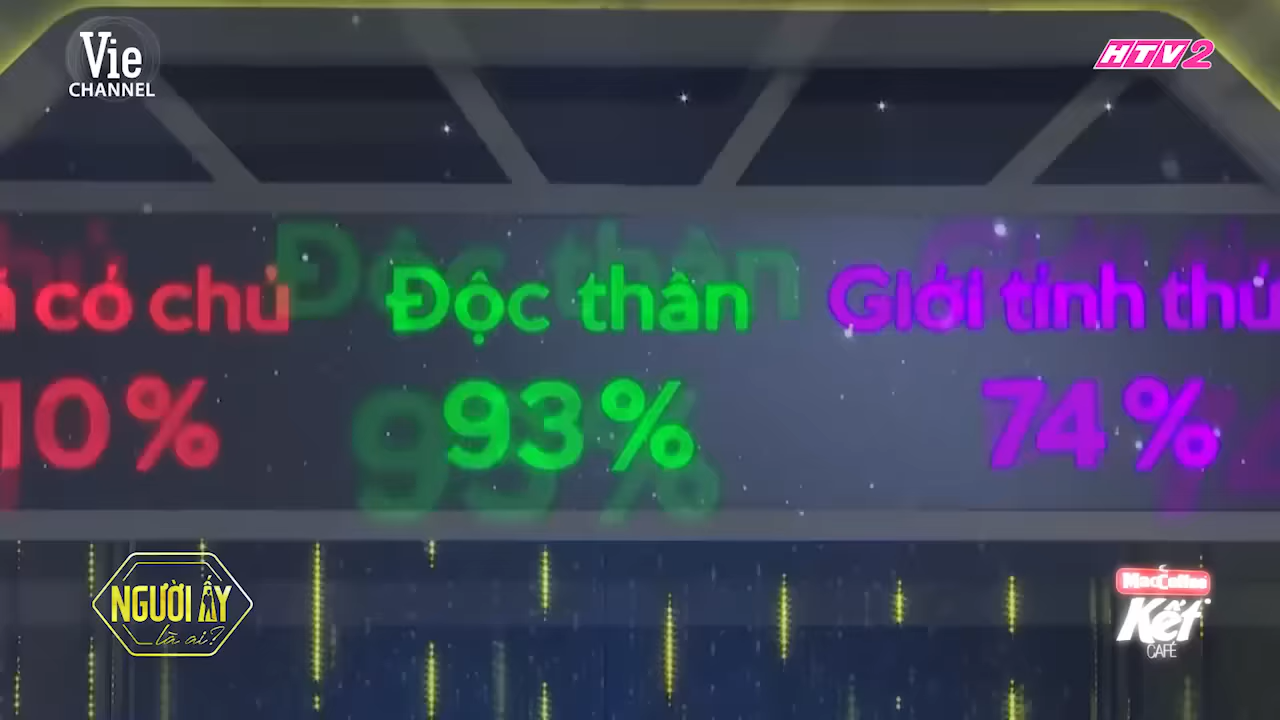 Vie
CHANNEL
HTV2
có chủ
Độc thân
Giới tính thứ
10%
93%
74%
NGƯỜI ẤY
là ai?
MacCoffee
Kết
CAFÉ